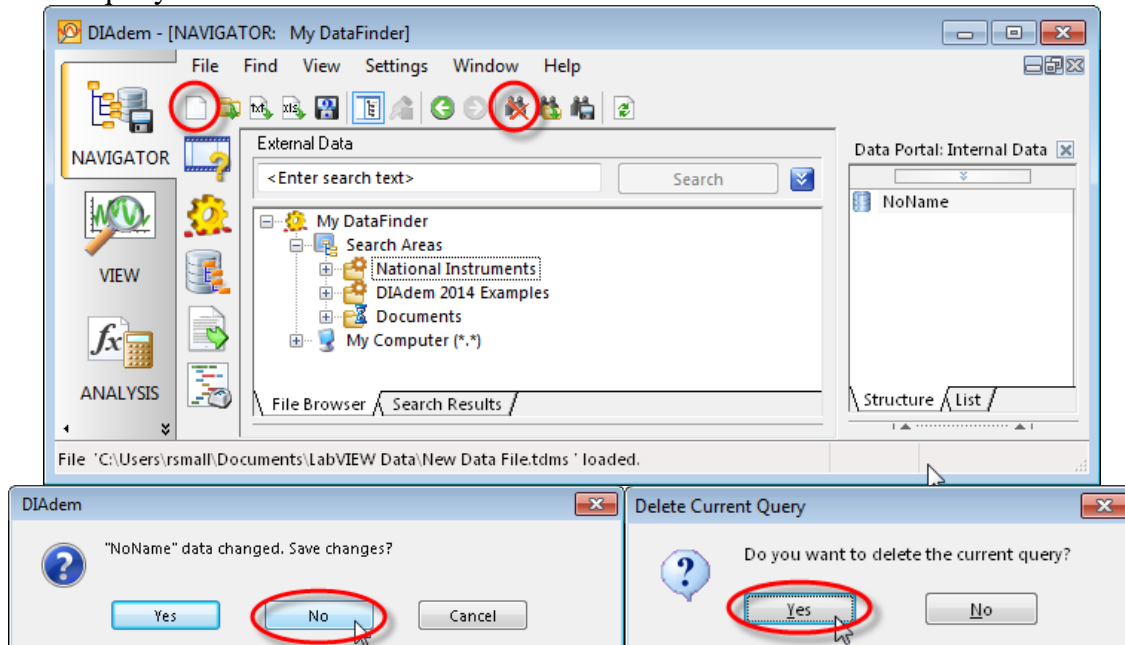 DIAdem - [NAVIGATOR: My DataFinder]
File Find View Settings Window Help
NAVIGATOR
VIEW
ANALYSIS
External Data
<Enter search text>
Search
My DataFinder
Search Areas
National Instruments
DIAdem 2014 Examples
Documents
My Computer (*.*)
File Browser Search Results
Data Portal: Internal Data
NoName
Structure List
File 'C:\Users\rsmall\Documents\LabVIEW Data\New Data File.tdms ' loaded.
DIAdem
"NoName" data changed. Save changes?
Yes No Cancel
Delete Current Query
Do you want to delete the current query?
Yes No